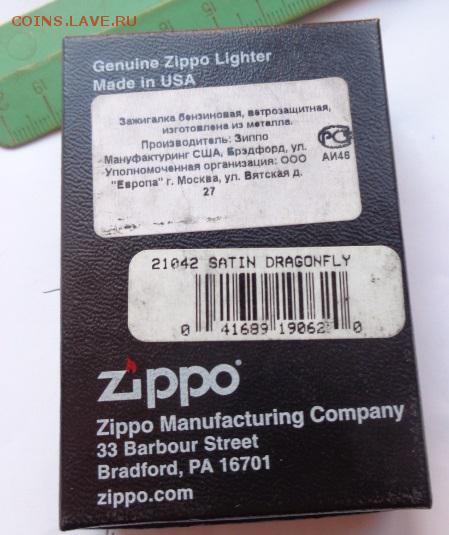 COINS.LAVE.RU
Genuine Zippo Lighter
Made in USA
Зажигалка бензиновая, ветрозащитная,
изготовлена из металла.
Производитель: Зиппо
Мануфактуринг США, Брэдфорд, ул.
Уполномоченная организация: ООО
"Европа" г. Москва, ул. Вятская д.
27
РСТ
АИ46
21042 SATIN DRAGONFLY
0 41689 19062 0
zippo
Zippo Manufacturing Company
33 Barbour Street
Bradford, PA 16701
zippo.com